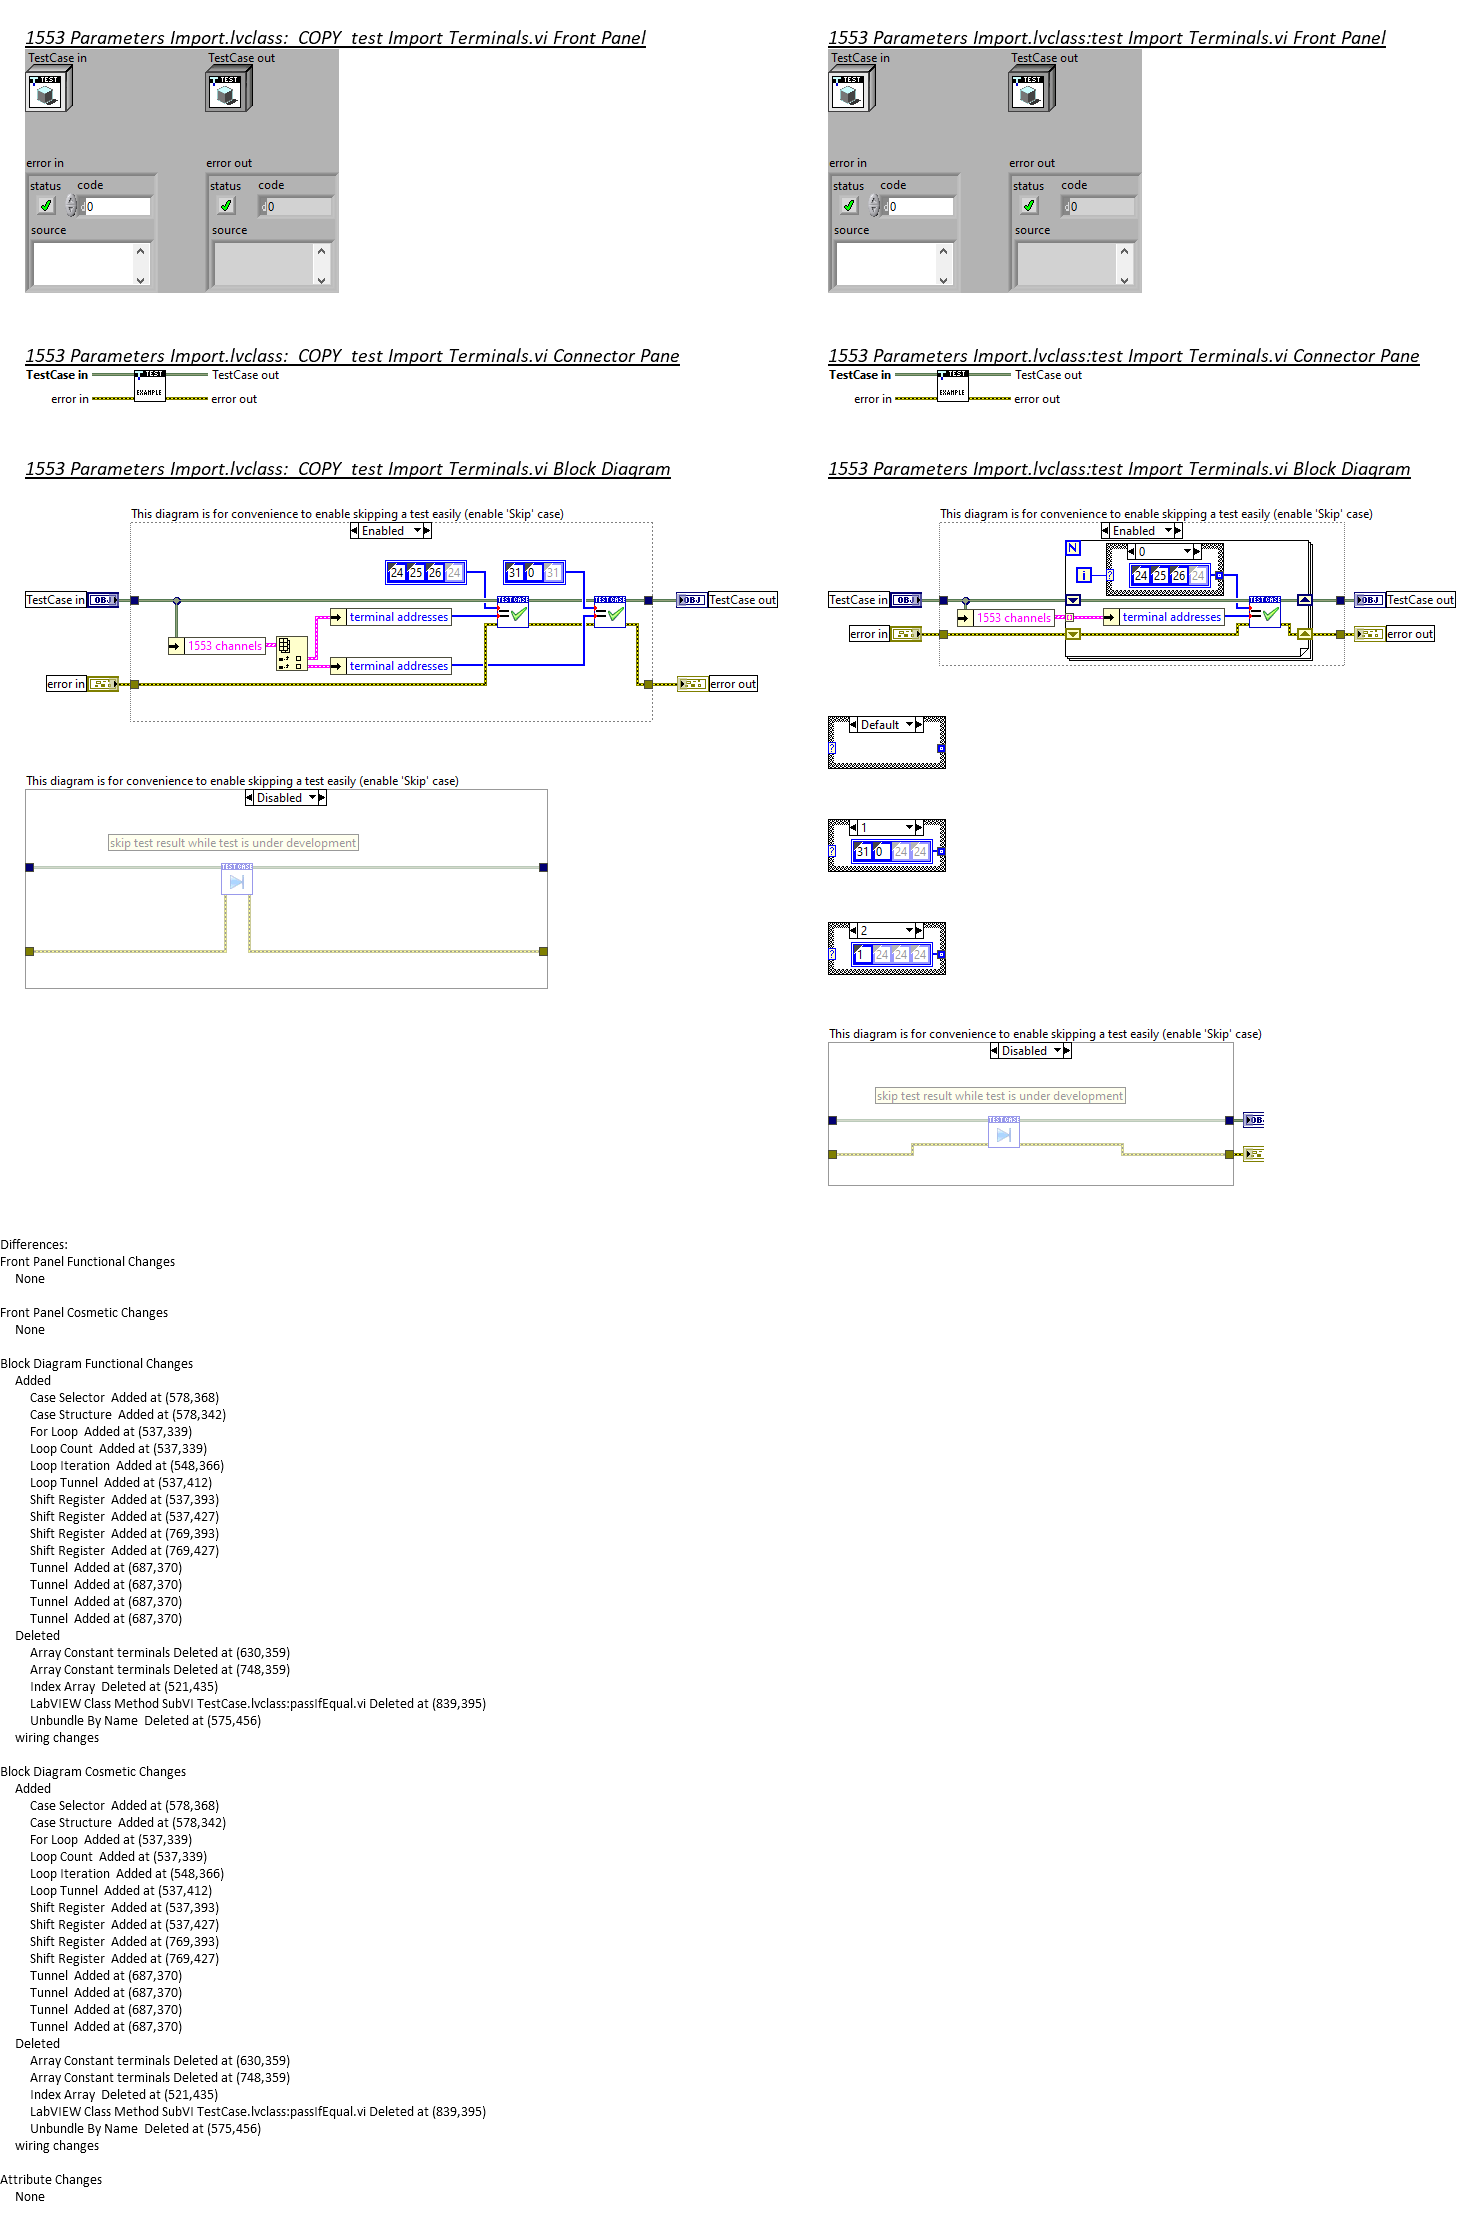 1553 Parameters Import.lvclass:_COPY_test Import Terminals.vi Front Panel
TestCase in
TestCase out
TEST
TEST
error in
error out
status code
status code
0
0
source
source
1553 Parameters Import.lvclass:_COPY_test Import Terminals.vi Connector Pane
TestCase in
TEST
TestCase out
error in
EXAMPLE
error out
1553 Parameters Import.lvclass:_COPY_test Import Terminals.vi Block Diagram
This diagram is for convenience to enable skipping a test easily (enable 'Skip' case)
Enabled
24 25 26 24
31 0 31
TestCase in
OBJ
TEST CASE
TEST CASE
OBJ
TestCase out
terminal addresses
1553 channels
terminal addresses
error in
error out
This diagram is for convenience to enable skipping a test easily (enable 'Skip' case)
Disabled
skip test result while test is under development
TEST CASE
1553 Parameters Import.lvclass:test Import Terminals.vi Front Panel
TestCase in
TestCase out
TEST
TEST
error in
error out
status code
status code
0
0
source
source
1553 Parameters Import.lvclass:test Import Terminals.vi Connector Pane
TestCase in
TEST
TestCase out
error in
EXAMPLE
error out
1553 Parameters Import.lvclass:test Import Terminals.vi Block Diagram
This diagram is for convenience to enable skipping a test easily (enable 'Skip' case)
Enabled
N
0
i
?
24 25 26 24
TestCase in
OBJ
TEST CASE
OBJ
TestCase out
1553 channels
terminal addresses
error in
error out
Default
?
1
?
31 0 24 24
2
?
1 24 24 24
This diagram is for convenience to enable skipping a test easily (enable 'Skip' case)
Disabled
skip test result while test is under development
TEST CASE
Differences:
Front Panel Functional Changes
None
Front Panel Cosmetic Changes
None
Block Diagram Functional Changes
Added
Case Selector  Added at (578,368)
Case Structure  Added at (578,342)
For Loop  Added at (537,339)
Loop Count  Added at (537,339)
Loop Iteration  Added at (548,366)
Loop Tunnel  Added at (537,412)
Shift Register  Added at (537,393)
Shift Register  Added at (537,427)
Shift Register  Added at (769,393)
Shift Register  Added at (769,427)
Tunnel  Added at (687,370)
Tunnel  Added at (687,370)
Tunnel  Added at (687,370)
Tunnel  Added at (687,370)
Deleted
Array Constant terminals Deleted at (630,359)
Array Constant terminals Deleted at (748,359)
Index Array  Deleted at (521,435)
LabVIEW Class Method SubVI TestCase.lvclass:passIfEqual.vi Deleted at (839,395)
Unbundle By Name  Deleted at (575,456)
wiring changes
Block Diagram Cosmetic Changes
Added
Case Selector  Added at (578,368)
Case Structure  Added at (578,342)
For Loop  Added at (537,339)
Loop Count  Added at (537,339)
Loop Iteration  Added at (548,366)
Loop Tunnel  Added at (537,412)
Shift Register  Added at (537,393)
Shift Register  Added at (537,427)
Shift Register  Added at (769,393)
Shift Register  Added at (769,427)
Tunnel  Added at (687,370)
Tunnel  Added at (687,370)
Tunnel  Added at (687,370)
Tunnel  Added at (687,370)
Deleted
Array Constant terminals Deleted at (630,359)
Array Constant terminals Deleted at (748,359)
Index Array  Deleted at (521,435)
LabVIEW Class Method SubVI TestCase.lvclass:passIfEqual.vi Deleted at (839,395)
Unbundle By Name  Deleted at (575,456)
wiring changes
Attribute Changes
None